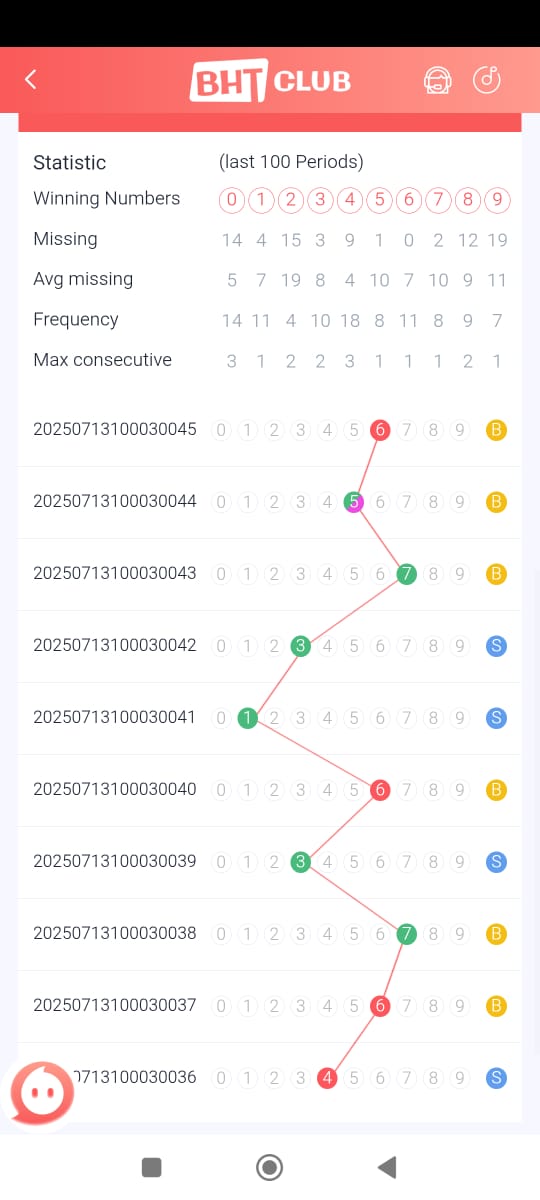 BHT CLUB
Statistic (last 100 Periods)
Winning Numbers 0 1 2 3 4 5 6 7 8 9
Missing 14 4 15 3 9 1 0 2 12 19
Avg missing 5 7 19 8 4 10 7 10 9 11
Frequency 14 11 4 10 18 8 11 8 9 7
Max consecutive 3 1 2 2 3 1 1 1 2 1
20250713100030045 0 1 2 3 4 5 6 7 8 9 B
20250713100030044 0 1 2 3 4 5 6 7 8 9 B
20250713100030043 0 1 2 3 4 5 6 7 8 9 B
20250713100030042 0 1 2 3 4 5 6 7 8 9 S
20250713100030041 0 1 2 3 4 5 6 7 8 9 S
20250713100030040 0 1 2 3 4 5 6 7 8 9 B
20250713100030039 0 1 2 3 4 5 6 7 8 9 S
20250713100030038 0 1 2 3 4 5 6 7 8 9 B
20250713100030037 0 1 2 3 4 5 6 7 8 9 B
0713100030036 0 1 2 3 4 5 6 7 8 9 S